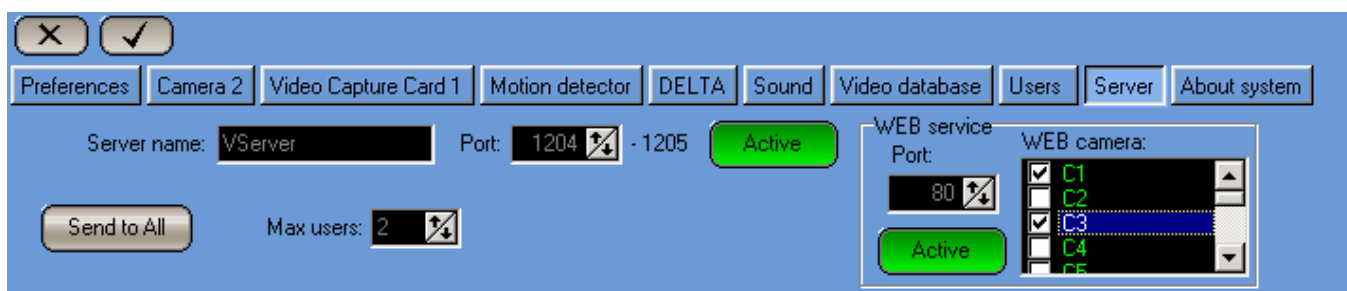 Preferences Camera 2 Video Capture Card 1 Motion detector DELTA Sound Video database Users Server About system
Server name: VServer Port: 1204 - 1205 Active
WEB service
Port:
80
Active
WEB camera:
C1
C2
C3
C4
C5
Send to All Max users: 2